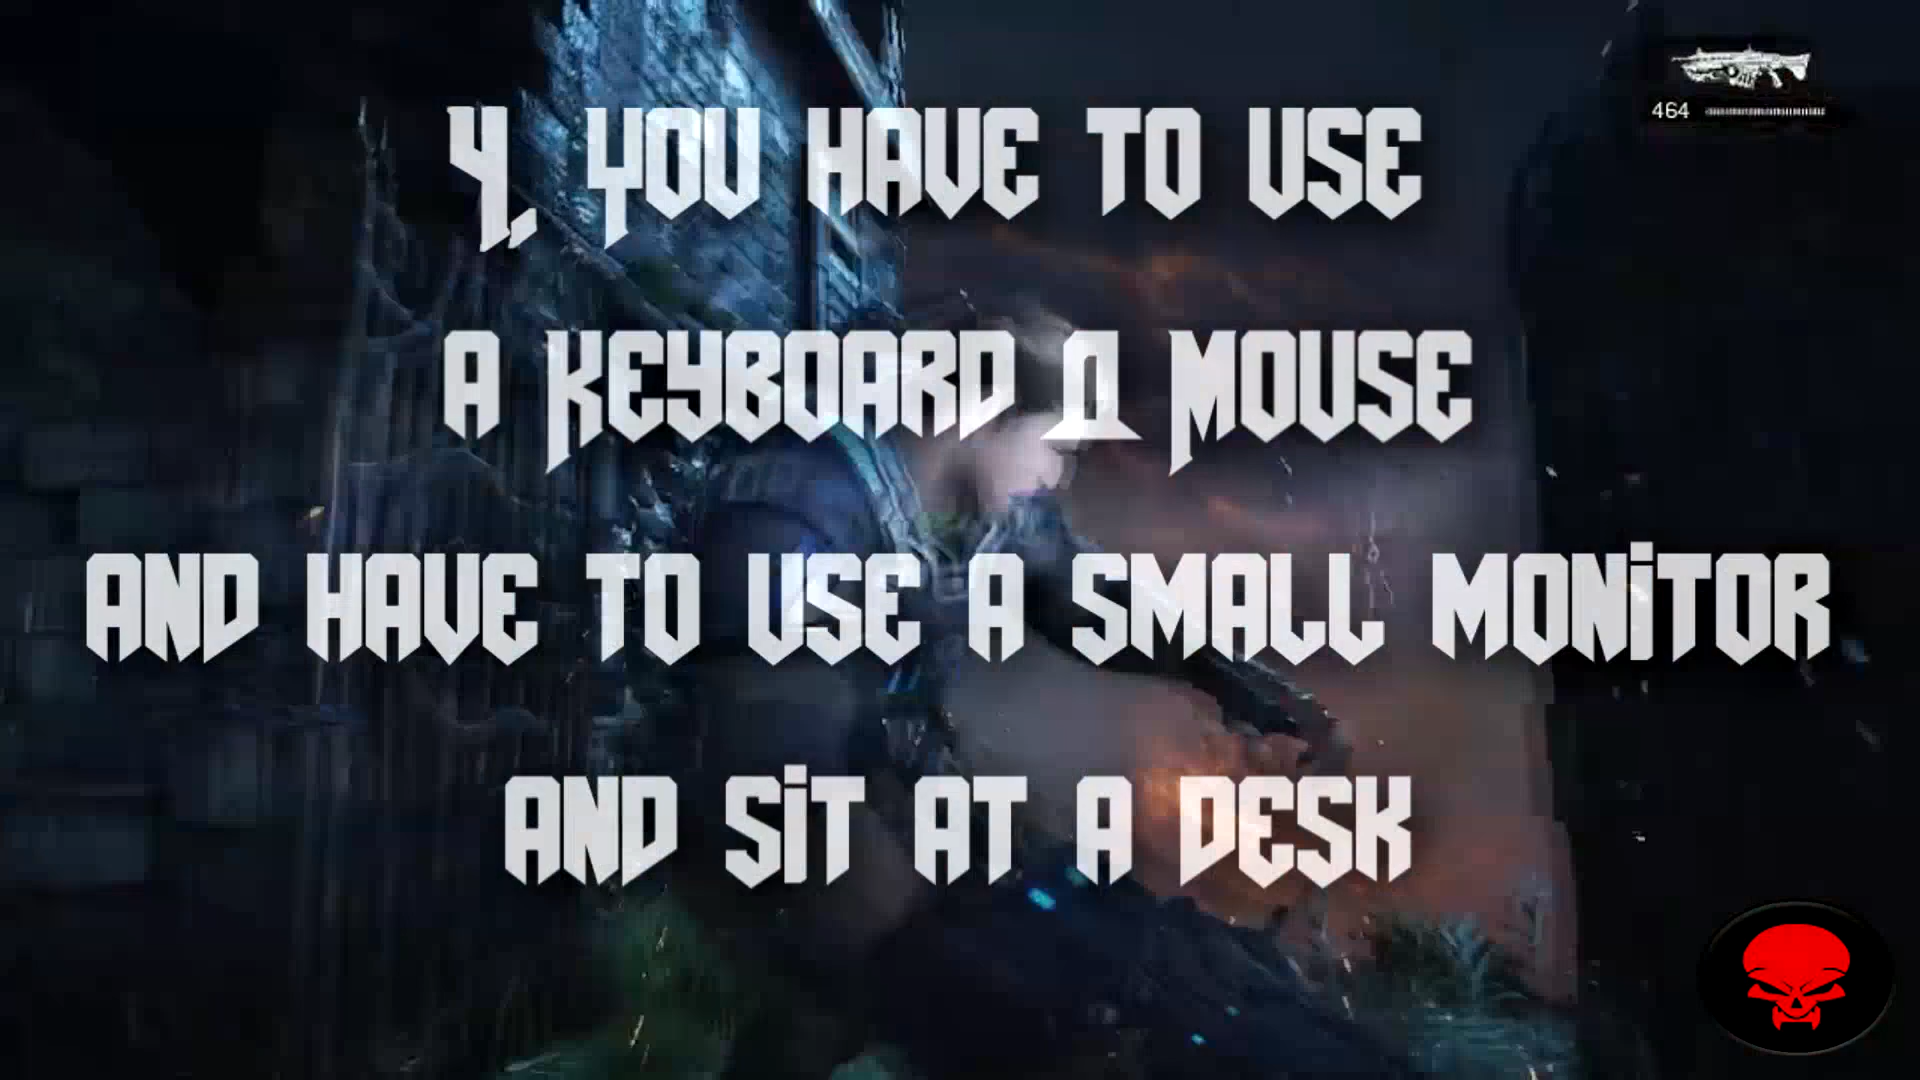 464
4. YOU HAVE TO USE
A KEYBOARD & MOUSE
AND HAVE TO USE A SMALL MONITOR
AND SIT AT A DESK